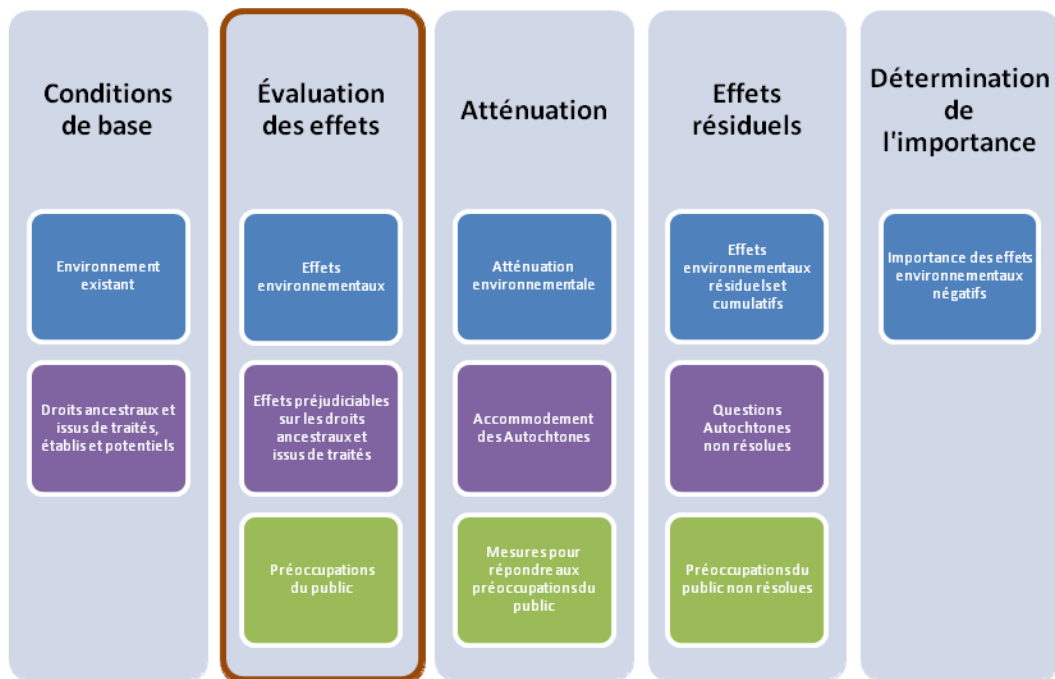 Conditions
de base
Environnement
existant
Droits ancestraux et
issus de traités,
établis et potentiels
Évaluation
des effets
Effets
environnementaux
Effets préjudiciables
sur les droits
ancestraux et
issus de traités
Préoccupations
du public
Atténuation
Atténuation
environnementale
Accommodement
des Autochtones
Mesures pour
répondre aux
préoccupations du
public
Effets
résiduels
Effets
environnementaux
résiduels et
cumulatifs
Questions
Autochtones
non résolues
Préoccupations du
public non résolues
Détermination
de
l'importance
Importance des effets
environnementaux
négatifs